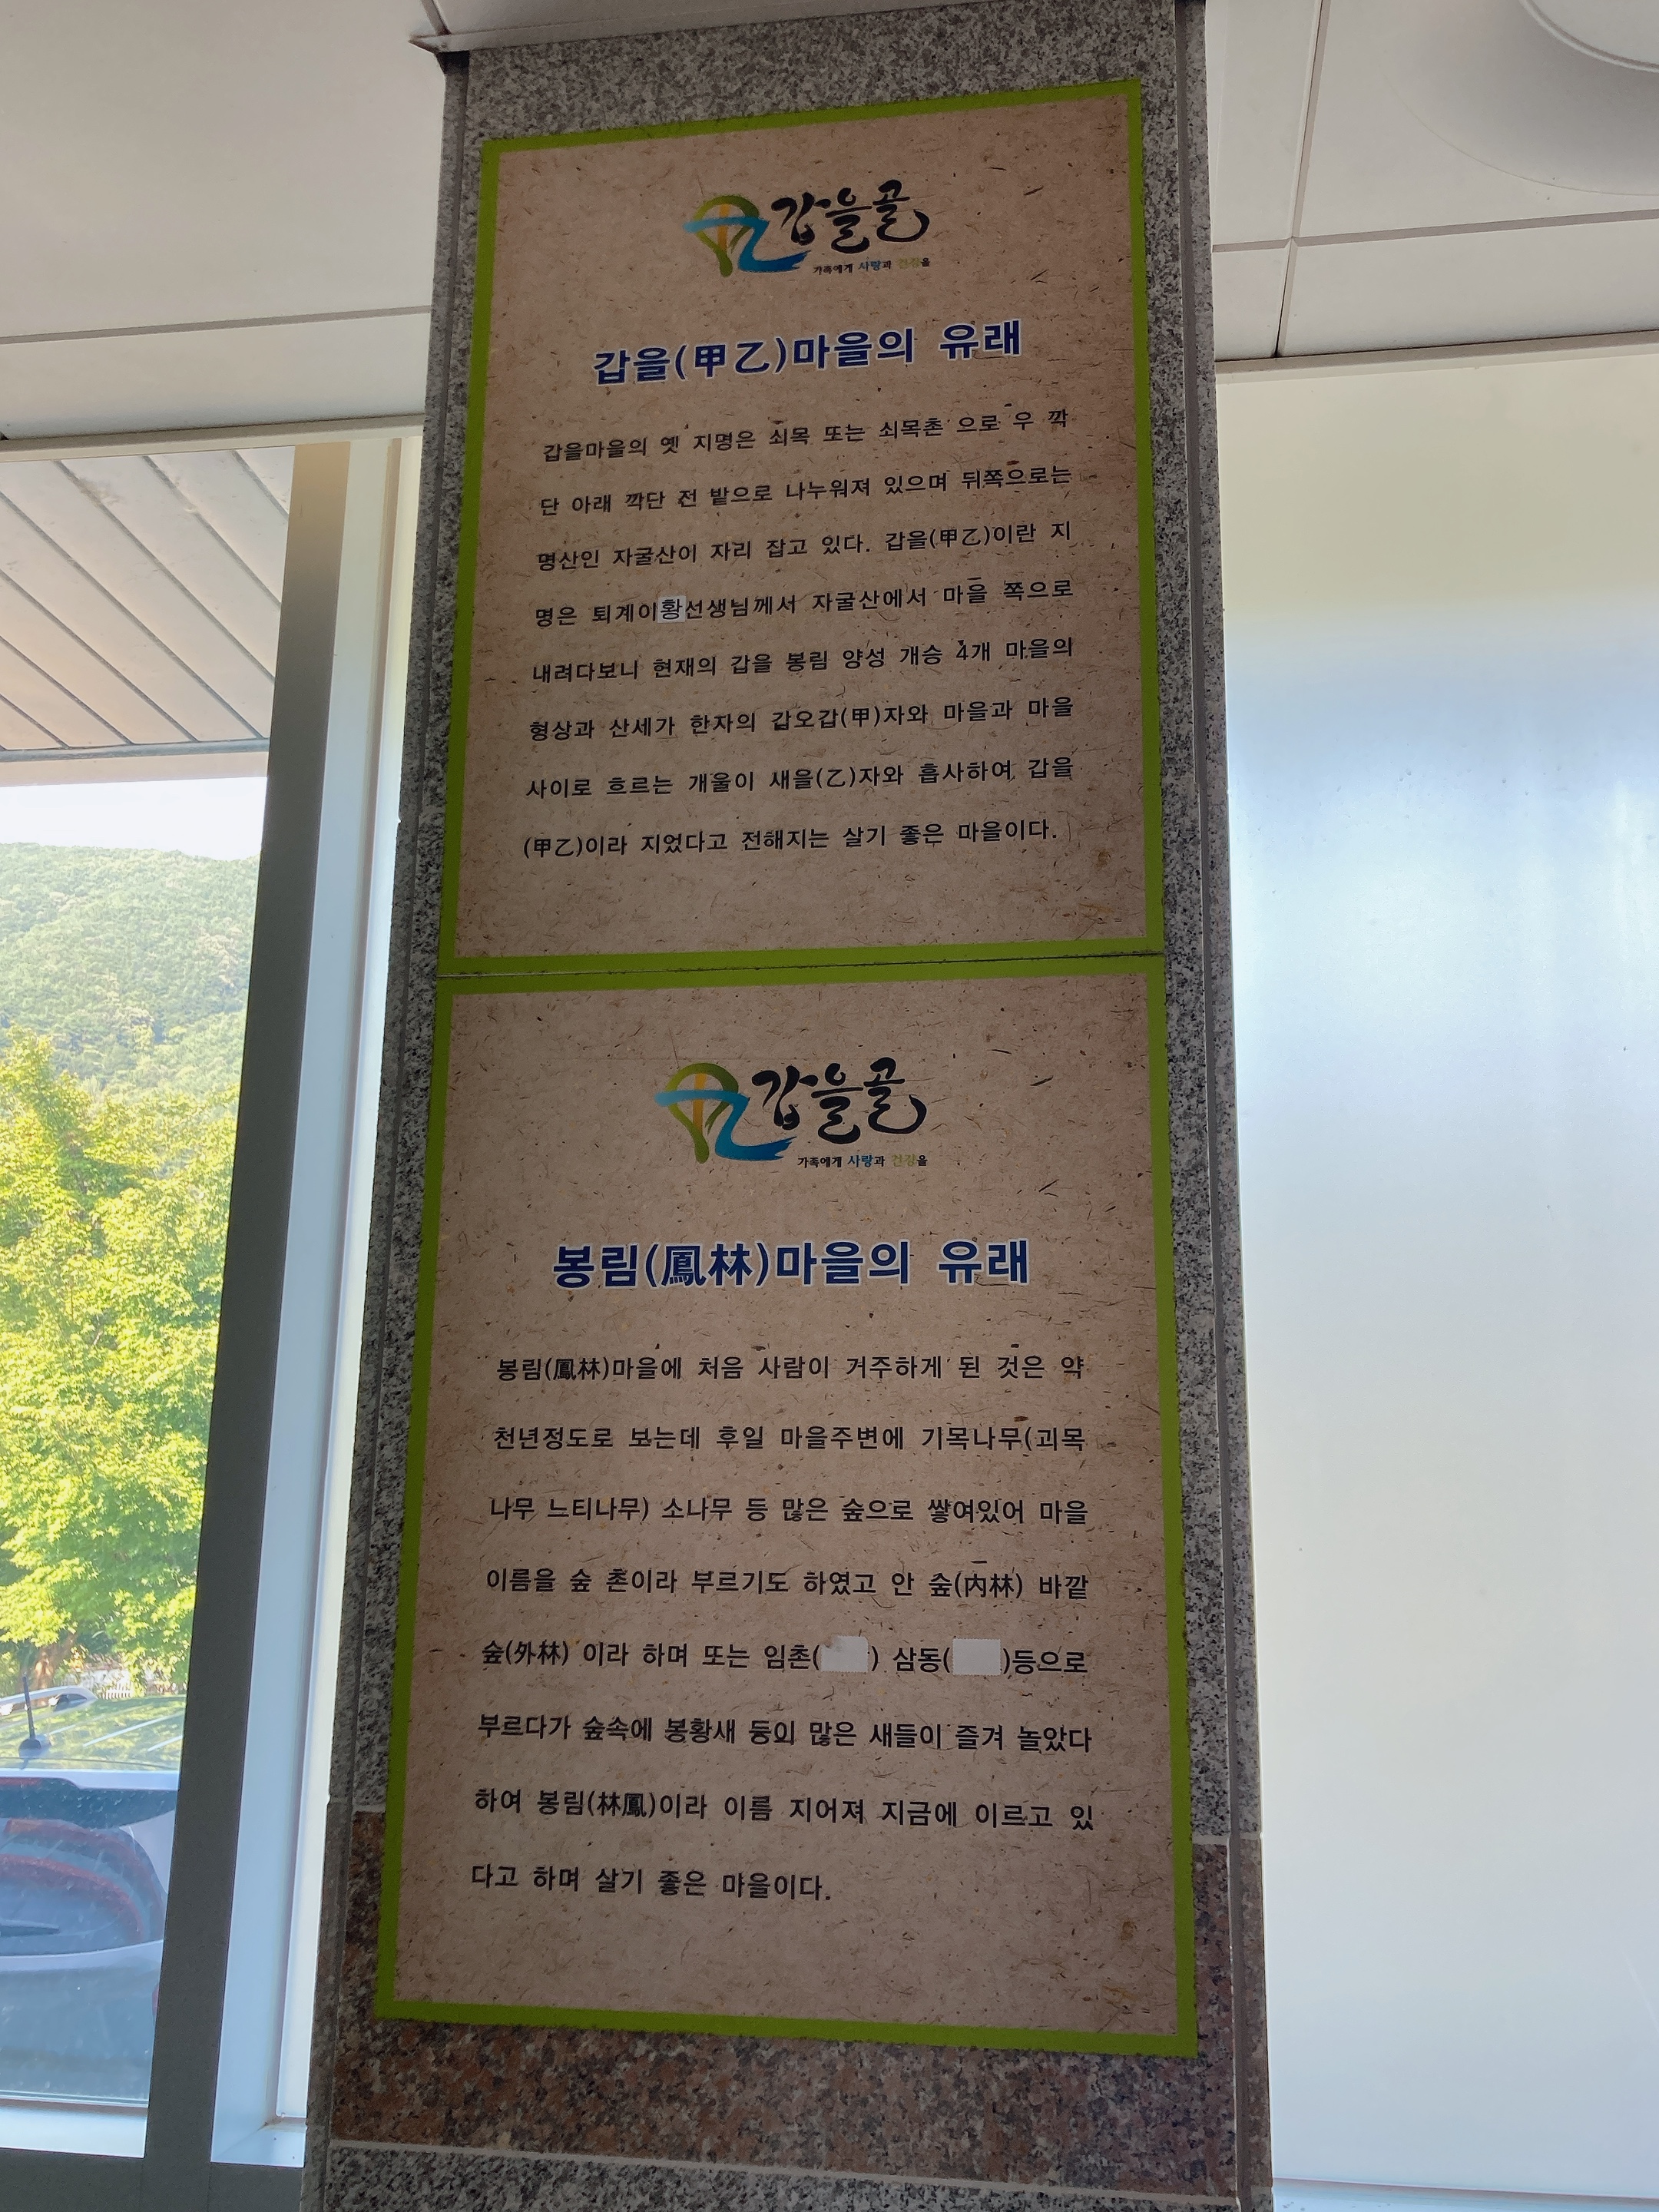 갑을골
가족에게 사랑과 건강을
갑을(甲乙)마을의 유래
갑을마을의 옛 지명은 쇠목 또는 쇠목촌 으로 우 깍
단 아래 깍단 전 밭으로 나누워져 있으며 뒤쪽으로는
명산인 자굴산이 자리 잡고 있다. 갑을(甲乙)이란 지
명은 퇴계이황선생님께서 자굴산에서 마을 쪽으로
내려다보니 현재의 갑을 봉림 양성 개승 4개 마을의
형상과 산세가 한자의 갑오갑(甲)자와 마을과 마을
사이로 흐르는 개울이 새을(乙)자와 흡사하여 갑을
(甲乙)이라 지었다고 전해지는 살기 좋은 마을이다.
갑을골
가족에게 사랑과 건강을
봉림(鳳林)마을의 유래
봉림(鳳林)마을에 처음 사람이 겨주하게 된 것은 약
천년정도로 보는데 후일 마을주변에 기목나무(괴목
나무 느티나무) 소나무 등 많은 숲으로 쌓여있어 마을
이름을 숲 촌이라 부르기도 하였고 안 숲(内林) 바깥
숲(外林) 이라 하며 또는 임촌( ) 삼동( )등으로
부르다가 숲속에 봉황새 등의 많은 새들이 즐겨 놀았다
하여 봉림(林鳳)이라 이름 지어져 지금에 이르고 있
다고 하며 살기 좋은 마을이다.